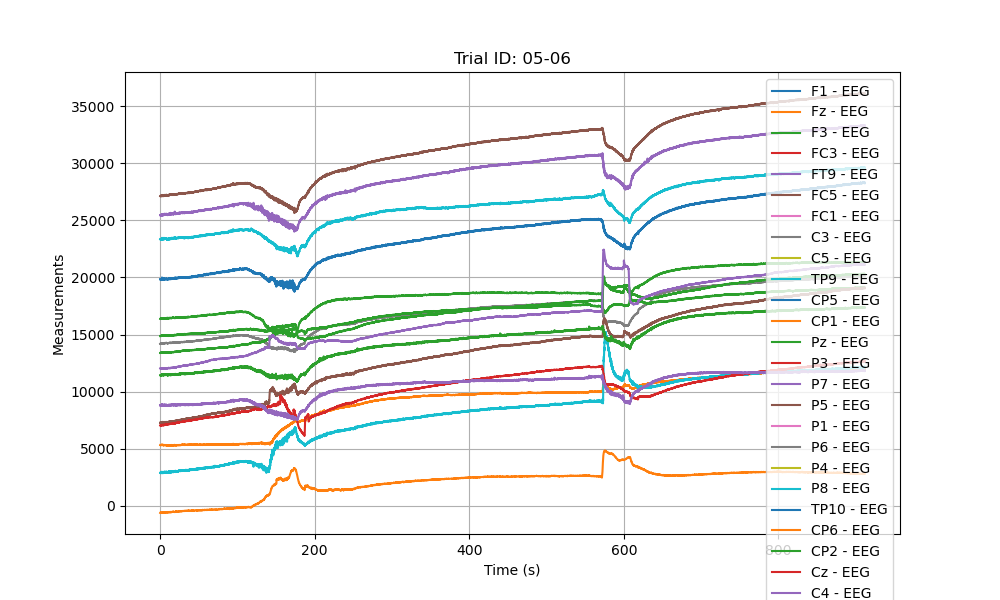 Trial ID: 05-06
35000
30000
25000
20000
15000
10000
5000
0
Measurements
0
200
400
600
800
Time (s)
F1 - EEG
Fz - EEG
F3 - EEG
FC3 - EEG
FT9 - EEG
FC5 - EEG
FC1 - EEG
C3 - EEG
C5 - EEG
TP9 - EEG
CP5 - EEG
CP1 - EEG
Pz - EEG
P3 - EEG
P7 - EEG
P5 - EEG
P1 - EEG
P6 - EEG
P4 - EEG
P8 - EEG
TP10 - EEG
CP6 - EEG
CP2 - EEG
Cz - EEG
C4 - EEG